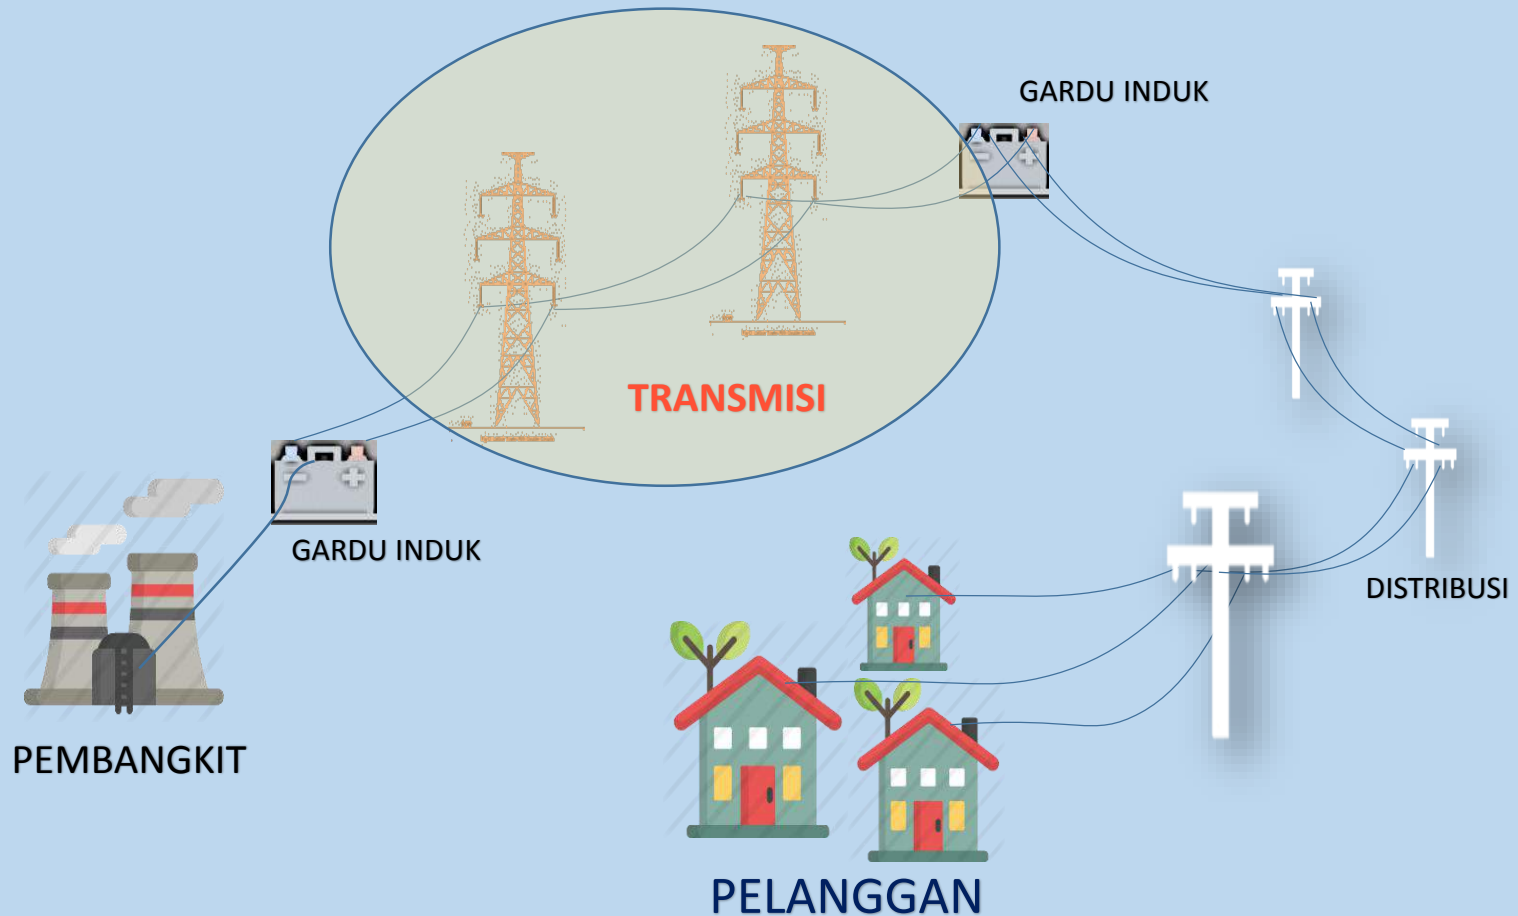 GARDU INDUK
TRANSMISI
GARDU INDUK
DISTRIBUSI
PEMBANGKIT
PELANGGAN